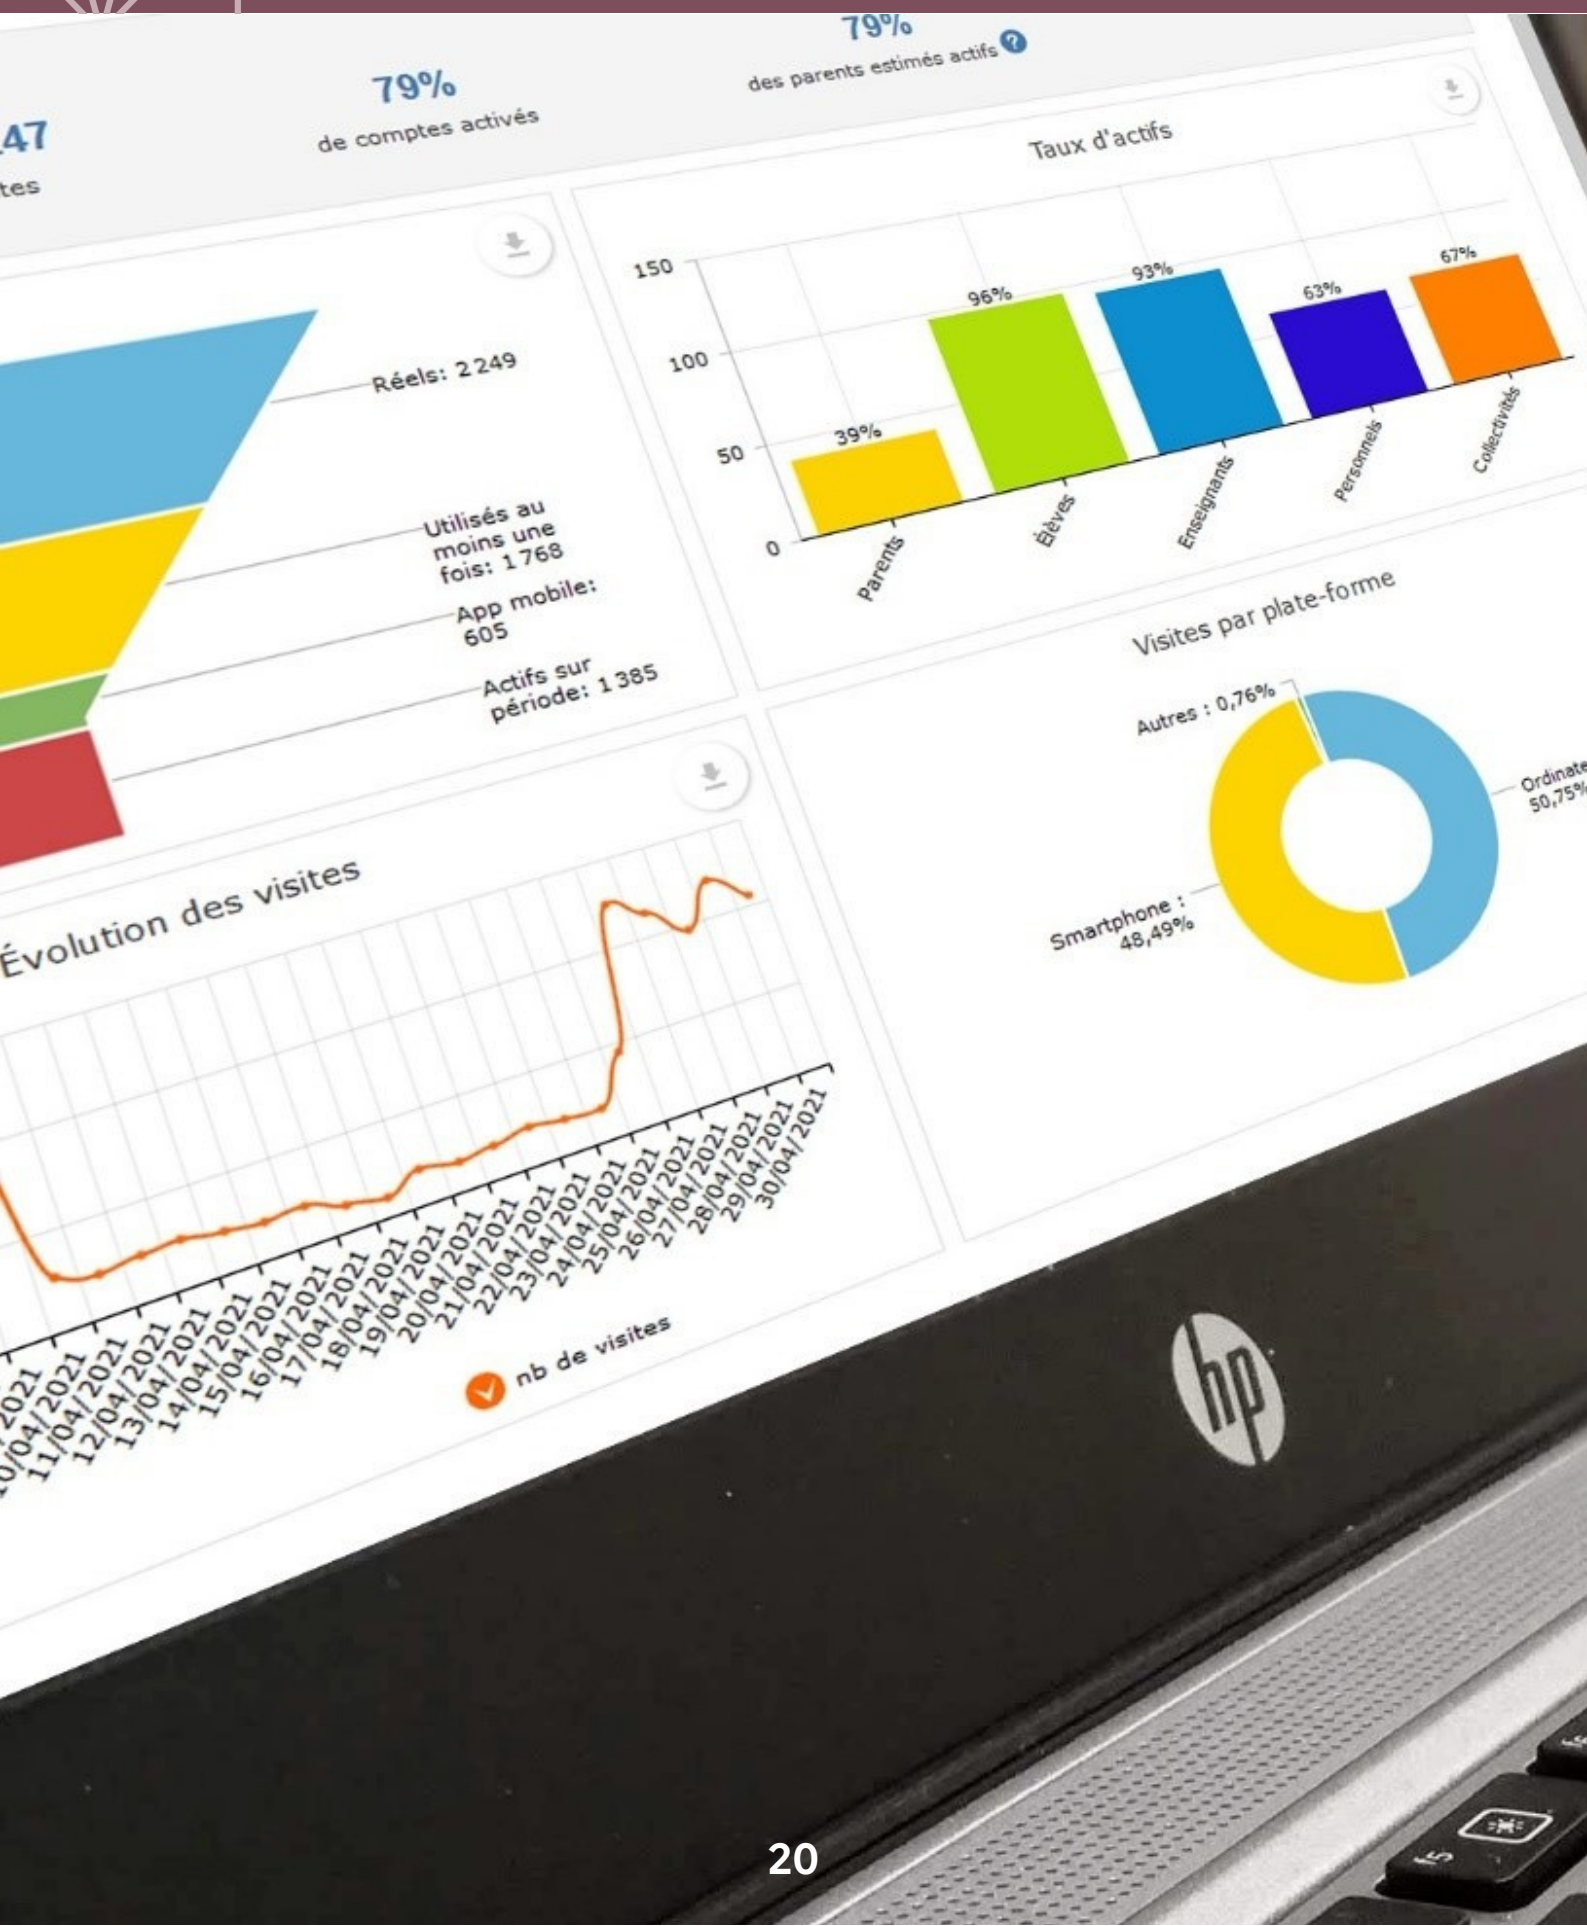 79%
de comptes activés
79%
des parents estimés actifs ?
47
tes
Réels: 2 249
Utilisés au
moins une
fois: 1 768
App mobile:
605
Actifs sur
période: 1 385
Taux d'actifs
150
100
50
0
39%
96%
93%
63%
67%
Parents
Élèves
Enseignants
Personnels
Collectivités
Visites par plate-forme
Autres : 0,76%
Ordinate
50,75%
Smartphone :
48,49%
Évolution des visites
/2021
10/04/2021
11/04/2021
12/04/2021
13/04/2021
14/04/2021
15/04/2021
16/04/2021
17/04/2021
18/04/2021
19/04/2021
20/04/2021
21/04/2021
22/04/2021
23/04/2021
24/04/2021
25/04/2021
26/04/2021
27/04/2021
28/04/2021
29/04/2021
30/04/2021
nb de visites
hp
f5
20